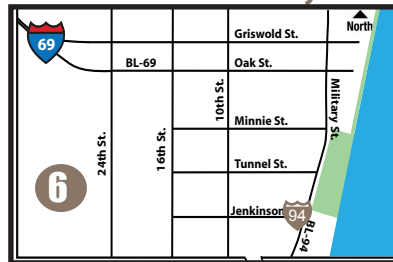 North
Griswold St.
69
BL-69
Oak St.
Military St.
10th St.
Minnie St.
24th St.
16th St.
Tunnel St.
6
Jenkinson
94
BL-94